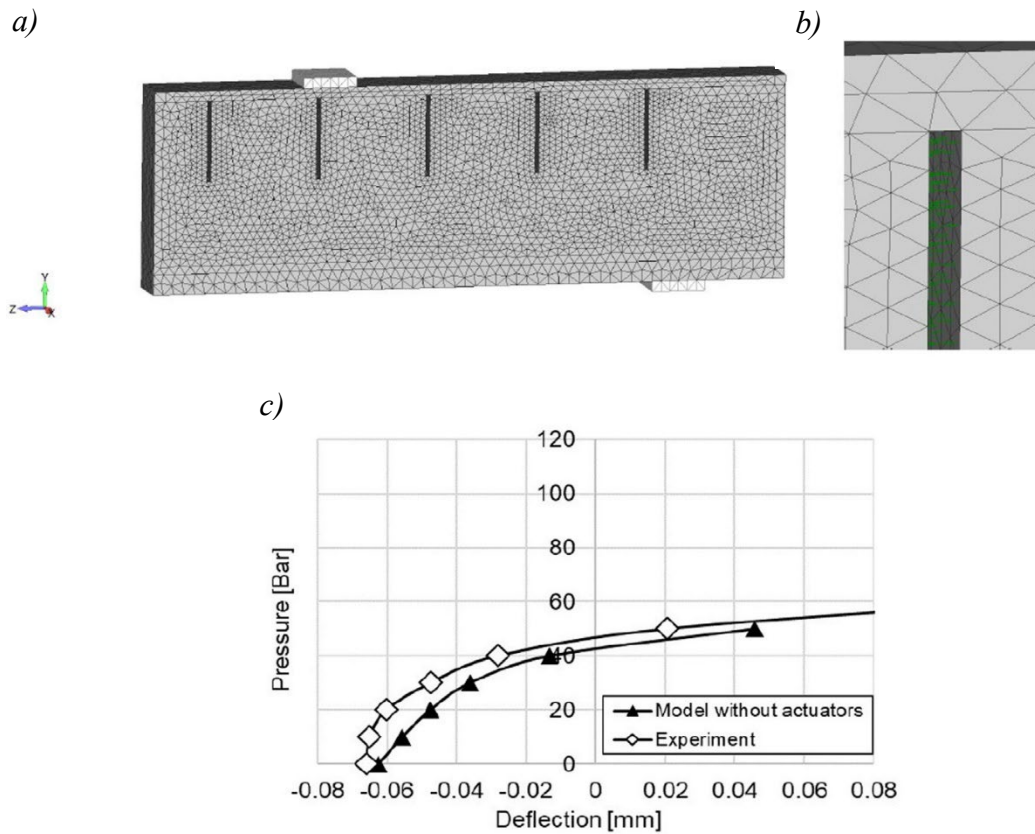 a)
b)
Y
Z
X
c)
120
100
80
60
40
20
0
Pressure [Bar]
Model without actuators
Experiment
-0.08 -0.06 -0.04 -0.02 0 0.02 0.04 0.06 0.08
Deflection [mm]